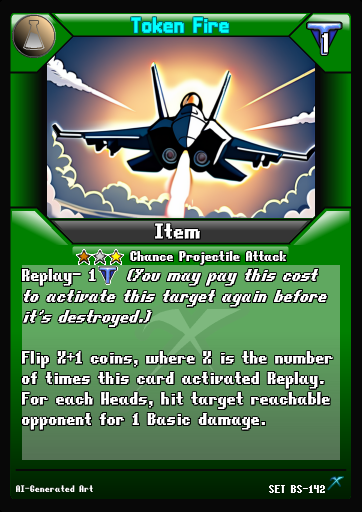 Token Fire
1
Item
Chance Projectile Attack
Replay- 1 (You may pay this cost
to activate this target again before
it's destroyed.)
Flip X+1 coins, where X is the number
of times this card activated Replay.
For each Heads, hit target reachable
opponent for 1 Basic damage.
AI-Generated Art
SET BS-142